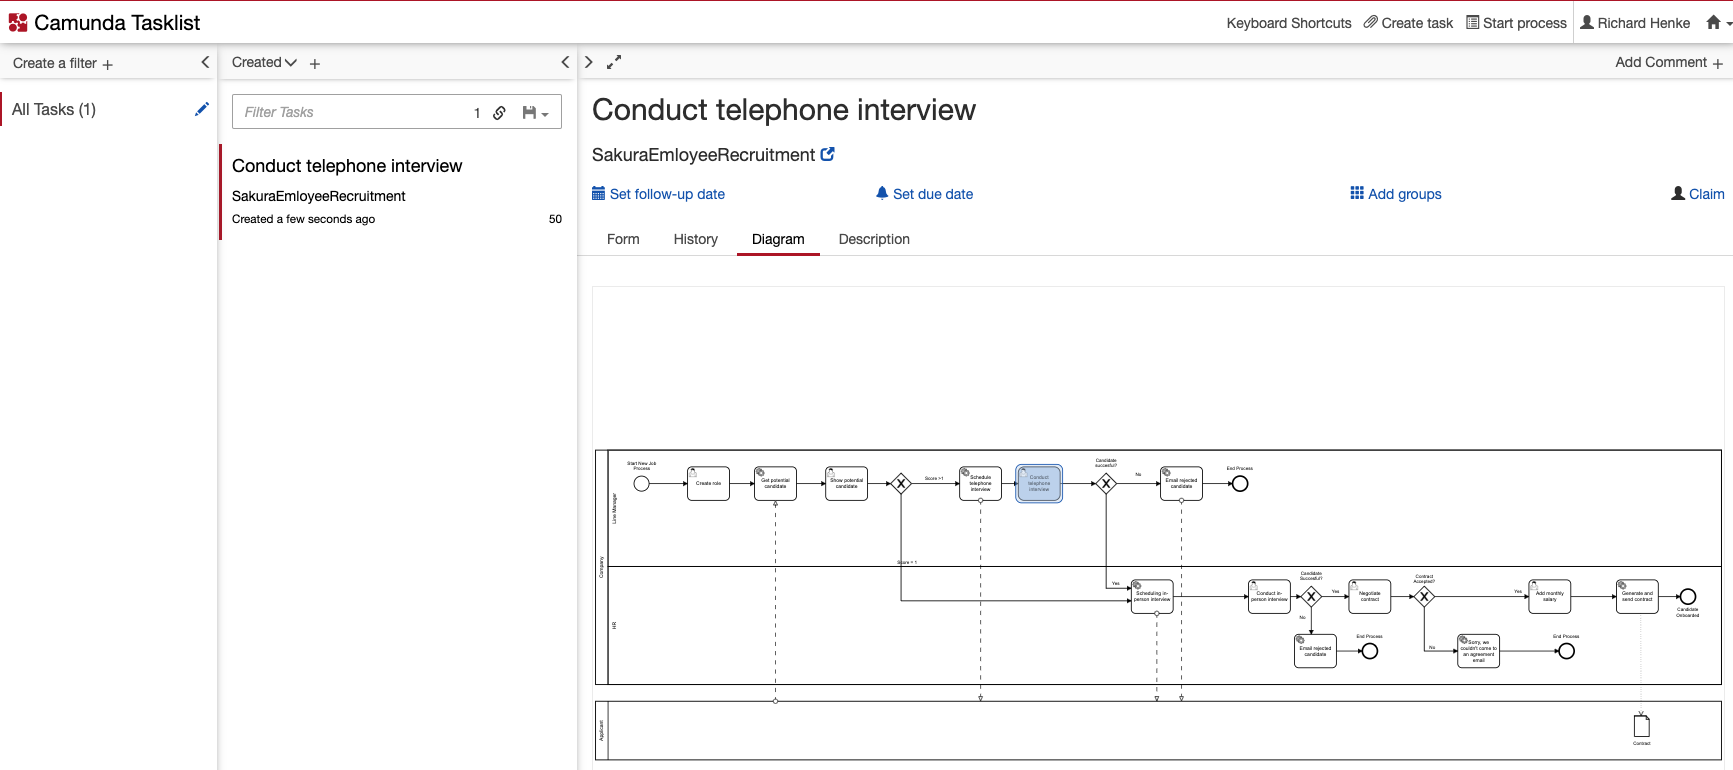 Camunda Tasklist
Keyboard Shortcuts
Create task
Start process
Richard Henke
Create a filter +
Created
+
Add Comment +
All Tasks (1)
Filter Tasks
1
Conduct telephone interview
SakuraEmloyeeRecruitment
Created a few seconds ago
50
Conduct telephone interview
SakuraEmloyeeRecruitment
Set follow-up date
Set due date
Add groups
Claim
Form
History
Diagram
Description
Company
Line Manager
Start New Job
Process
Create role
Get potential
candidate
Show potential
candidate
Score >1
Score = 1
Schedule
telephone
interview
Conduct
telephone
interview
Candidate
succesful?
No
Yes
Email rejected
candidate
End Process
HR
Scheduling in-
person interview
Conduct in-
person interview
Candidate
Succesful?
Yes
No
Negotiate
contract
Contract
Accepted?
Yes
No
Add monthly
salary
Generate and
send contract
Candidate
Onboarded
Email rejected
candidate
End Process
Sorry, we
couldn't come to
an agreement
email
End Process
Applicant
Contract